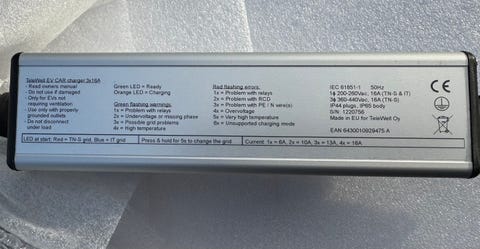 TeleWell EV CAR charger 3x16A
- Read owners manual
- Do not use if damaged
- Only for EVs not
requiring ventilation
- Use only with properly
grounded outlets
- Do not disconnect
under load
Green LED = Ready
Orange LED = Charging
Green flashing warnings:
1x = Problem with relays
2x = Undervoltage or missing phase
3x = Possible grid problems
4x = High temperature
Red flashing errors:
1x = Problem with relays
2x = Problem with RCD
3x = Problem with PE / N wire(s)
4x = Overvoltage
5x = Very high temperature
6x = Unsupported charging mode
IEC 61851-1 50Hz
1ϕ 200-260Vac, 16A (TN-S & IT)
3ϕ 360-440Vac, 16A (TN-S)
IP44 plugs, IP65 body
S/N: 1220756
Made in EU for TeleWell Oy
EAN 6430010929475 A
CE
LED at start: Red = TN-S grid, Blue = IT grid
Press & hold for 5s to change the grid
Current: 1x = 6A, 2x = 10A, 3x = 13A, 4x = 16A